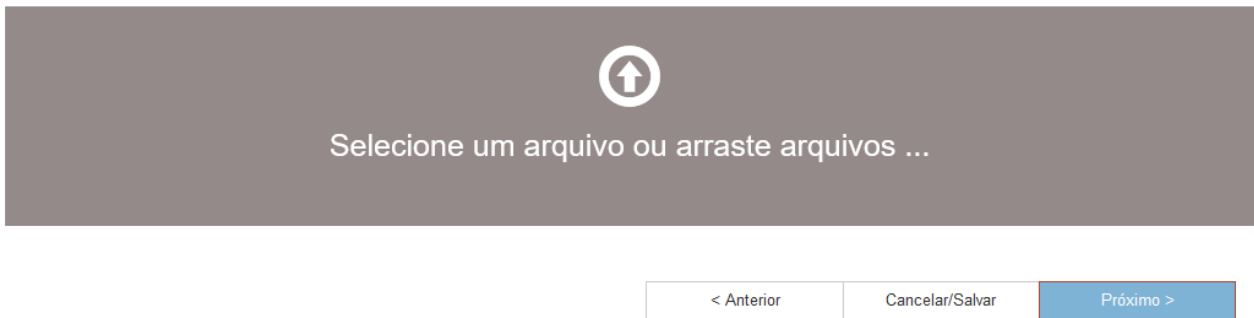 Selecione um arquivo ou arraste arquivos ...
< Anterior
Cancelar/Salvar
Próximo >